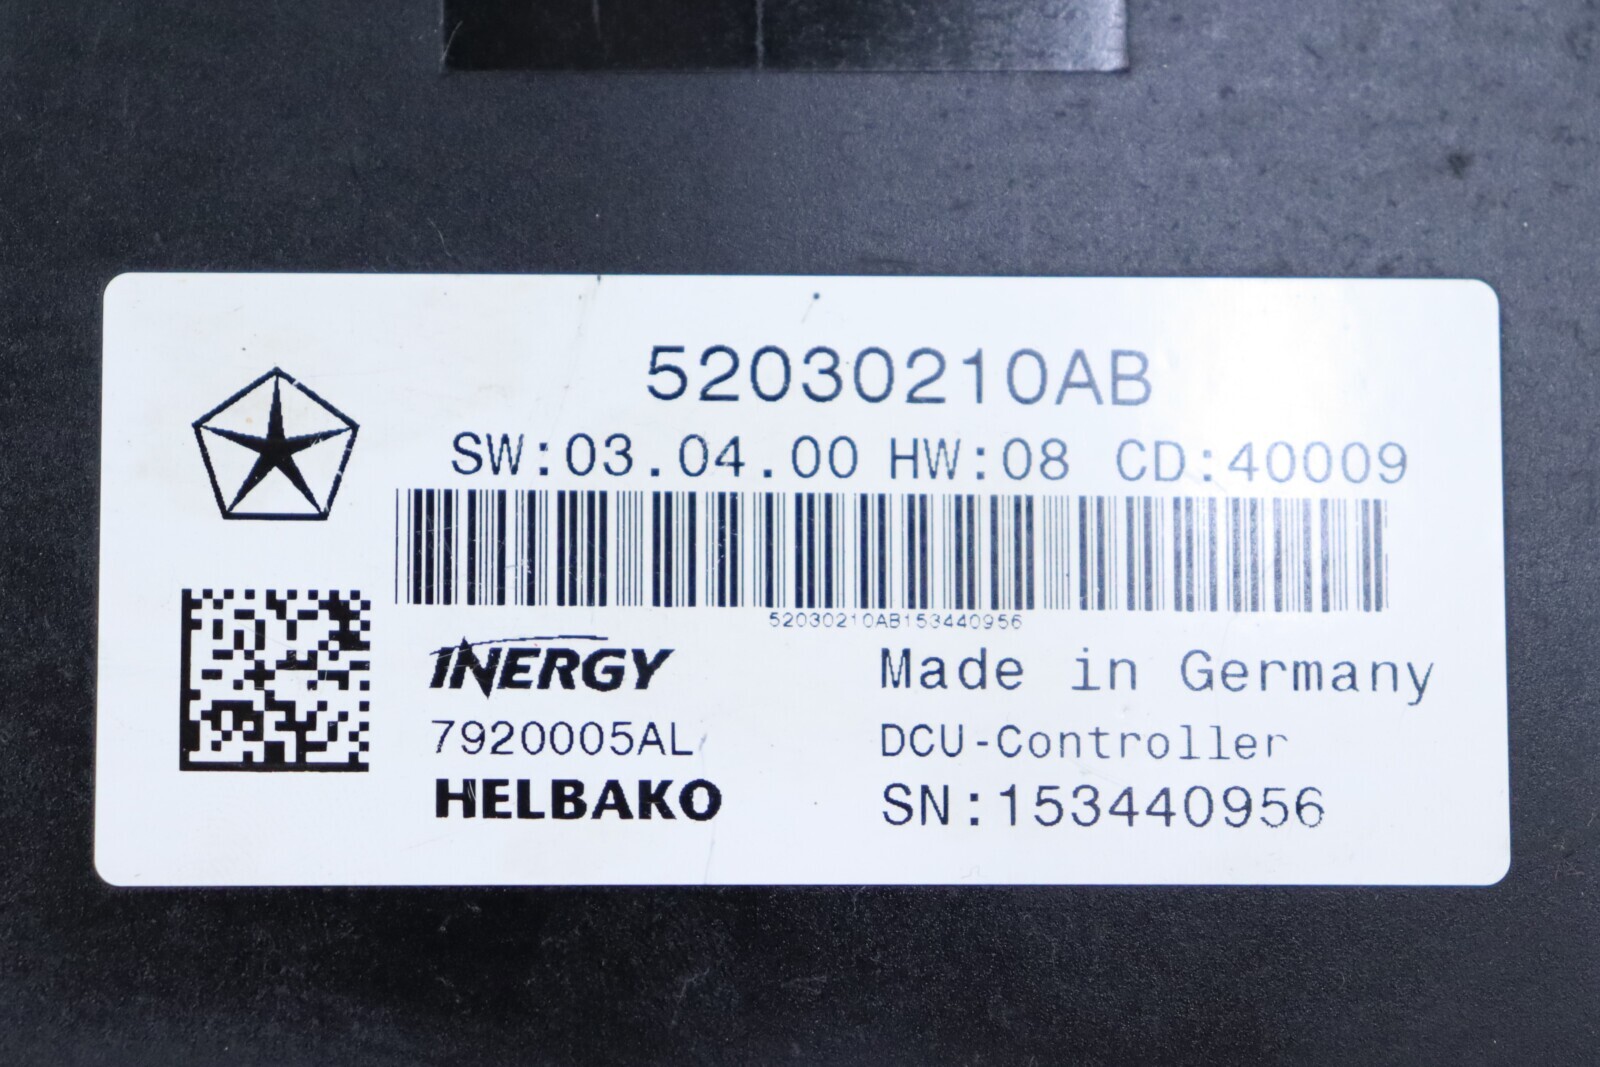 52030210AB
SW:03.04.00 HW:08 CD:40009
52030210AB153440956
INERGY
7920005AL
HELBAKO
Made in Germany
DCU-Controller
SN:153440956